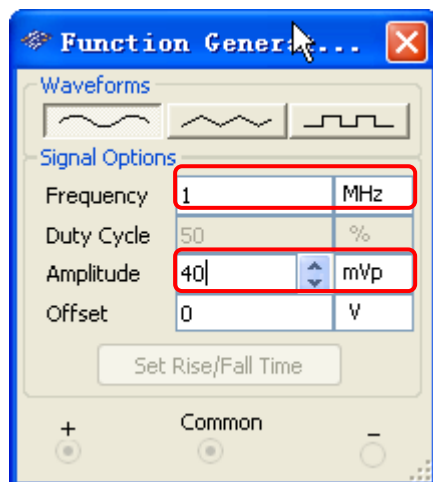 Function Gener...
Waveforms
Signal Options
Frequency 1 MHz
Duty Cycle 50 %
Amplitude 40 mVp
Offset 0 V
Set Rise/Fall Time
+ Common –